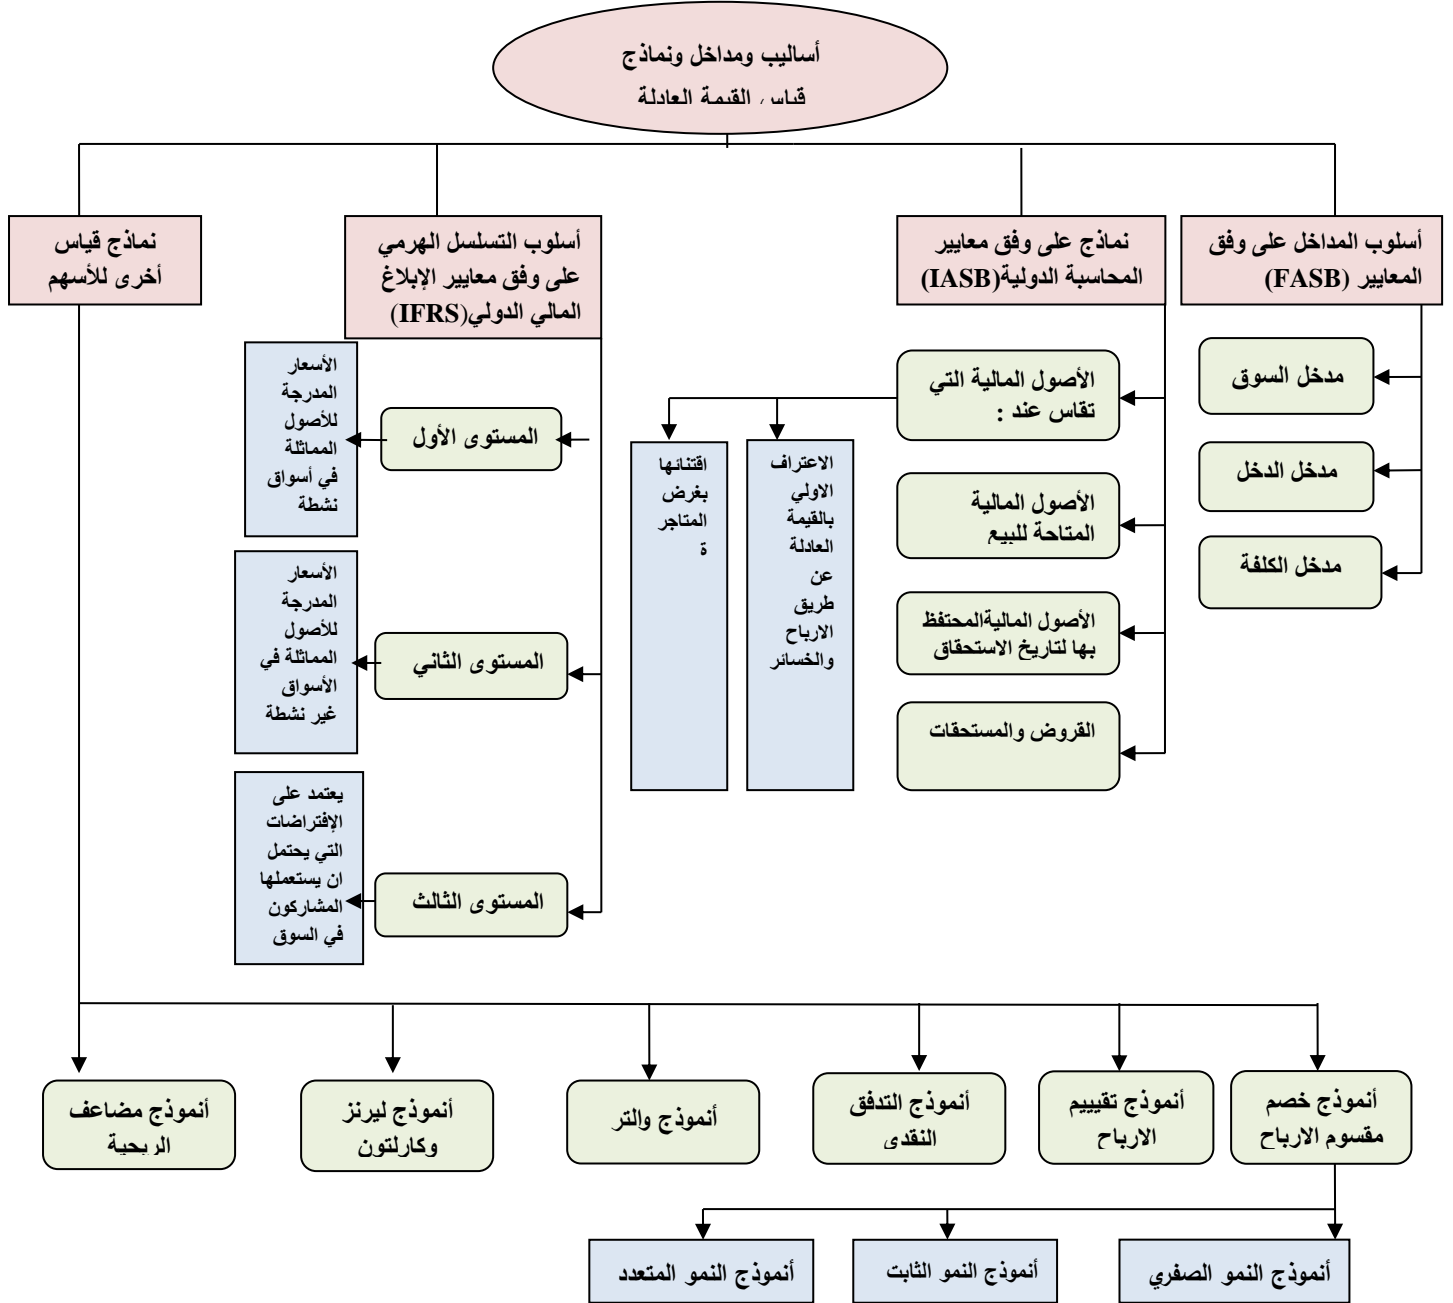 أساليب ومداخل ونماذج
قياس القيمة العادلة
أسلوب المداخل على وفق
المعايير (FASB)
نماذج على وفق معايير
المحاسبة الدولية(IASB)
أسلوب التسلسل الهرمي
على وفق معايير الإبلاغ
المالي الدولي(IFRS)
نماذج قياس
أخرى للأسهم
مدخل السوق
مدخل الدخل
مدخل الكلفة
الأصول المالية التي
تقاس عند :
الأصول المالية
المتاحة للبيع
الأصول الماليةالمحتفظ
بها لتاريخ الاستحقاق
القروض والمستحقات
الاعتراف
الاولي
بالقيمة
العادلة
عن
طريق
الارباح
والخسائر
اقتنائها
بغرض
المتاجر
ة
المستوى الأول
الأسعار
المدرجة
للأصول
المماثلة
في أسواق
نشطة
المستوى الثاني
الأسعار
المدرجة
للأصول
المماثلة في
الأسواق
غير نشطة
المستوى الثالث
يعتمد على
الإفتراضات
التي يحتمل
ان يستعملها
المشاركون
في السوق
أنموذج خصم
مقسوم الارباح
أنموذج تقيييم
الارباح
أنموذج التدفق
النقدي
أنموذج والتر
أنموذج ليرنز
وكارلتون
أنموذج مضاعف
الربحية
أنموذج النمو الصفري
أنموذج النمو الثابت
أنموذج النمو المتعدد